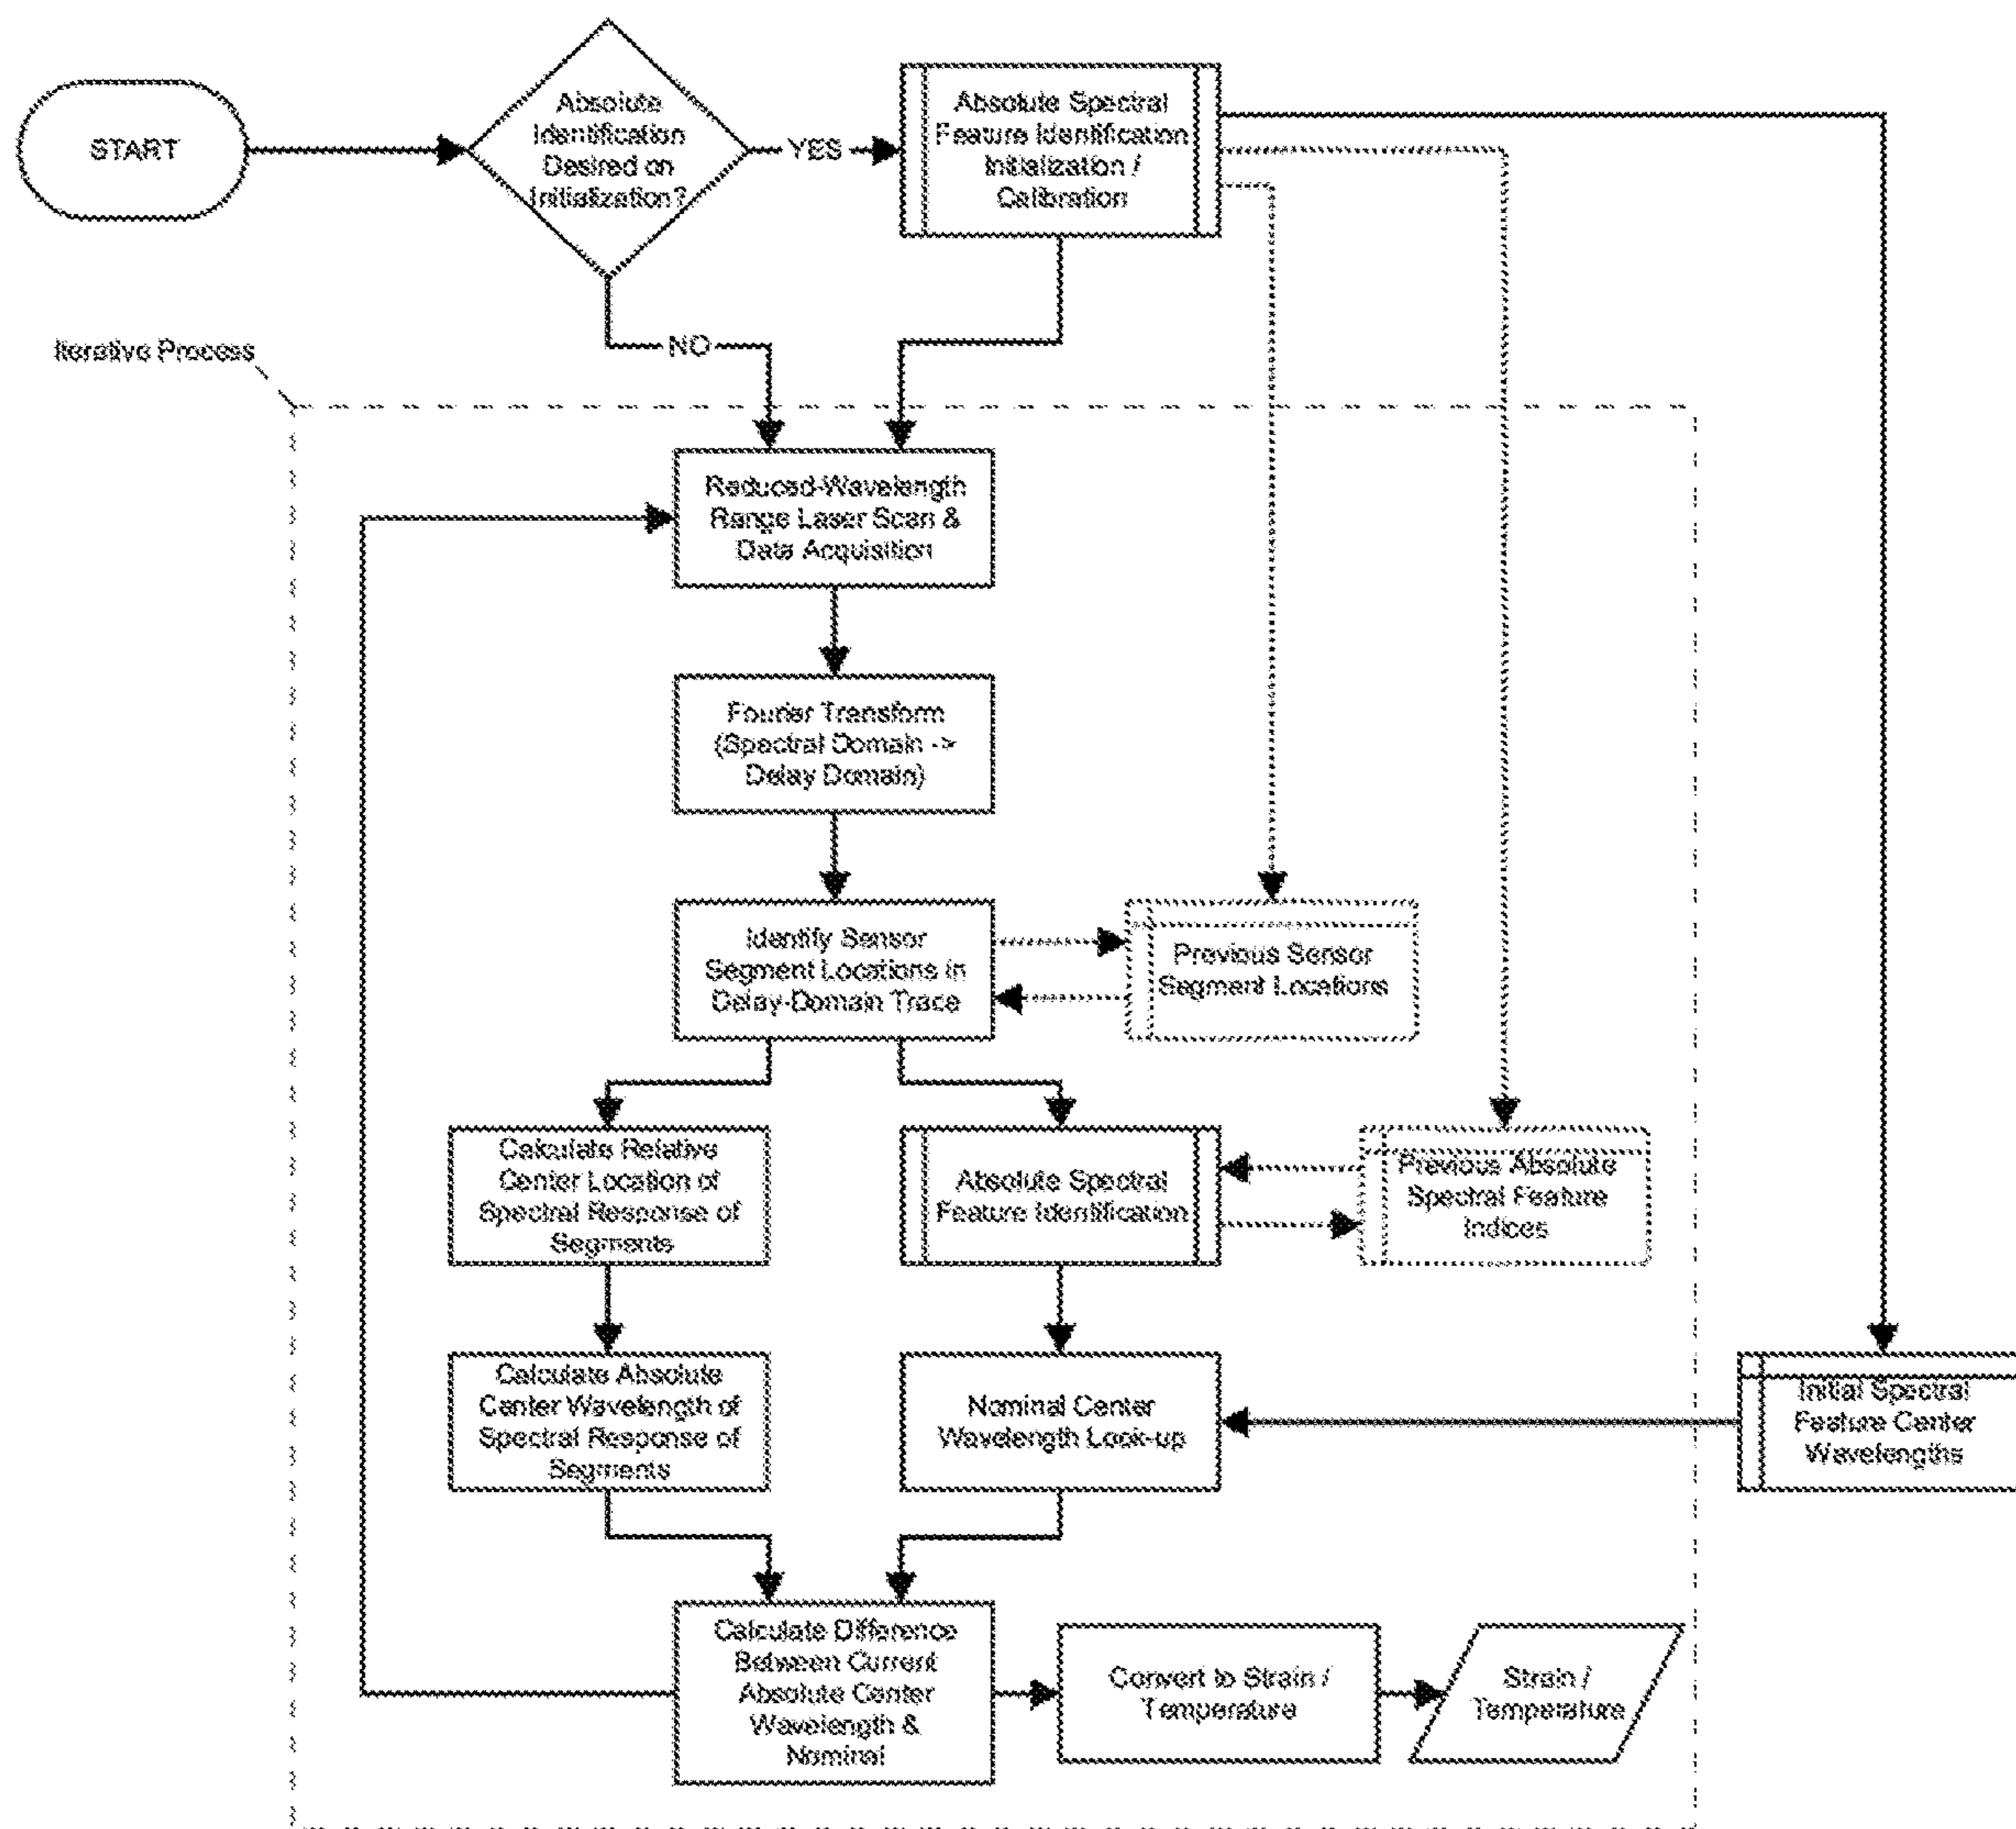 START
Absolute
Identification
Desired on
Initialization?
YES
Absolute Spectral
Feature Identification
Initialization /
Calibration
NO
Iterative Process
Reduced-Wavelength
Range Laser Scan &
Data Acquisition
Fourier Transform
(Spectral Domain ->
Delay Domain)
Identify Sensor
Segment Locations in
Delay-Domain Trace
Previous Sensor
Segment Locations
Calculate Relative
Center Location of
Spectral Response of
Segments
Absolute Spectral
Feature Identification
Previous Absolute
Spectral Feature
Indices
Calculate Absolute
Center Wavelength of
Spectral Response of
Segments
Nominal Center
Wavelength Look-up
Initial Spectral
Feature Center
Wavelengths
Calculate Difference
Between Current
Absolute Center
Wavelength &
Nominal
Convert to Strain /
Temperature
Strain /
Temperature